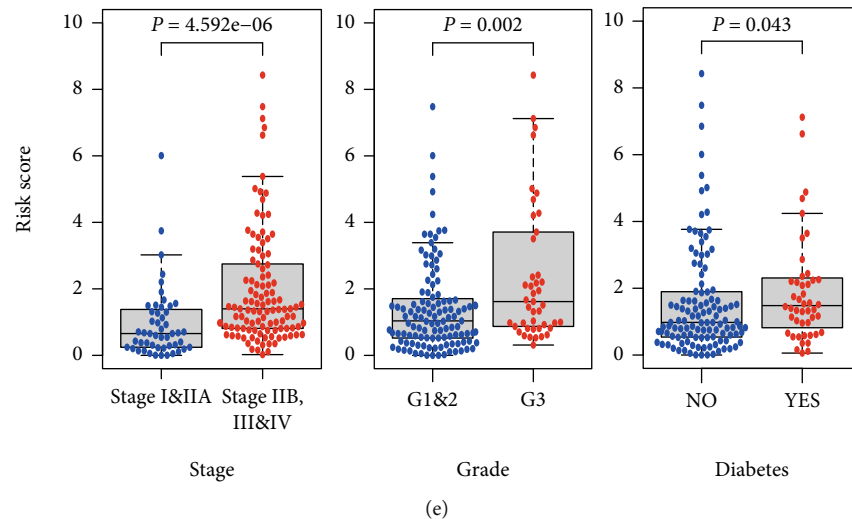 P = 4.592e−06
Risk score
10
8
6
4
2
0
Stage I&IIA
Stage IIB,
III&IV
Stage
P = 0.002
10
8
6
4
2
0
G1&2
G3
Grade
P = 0.043
10
8
6
4
2
0
NO
YES
Diabetes
(e)